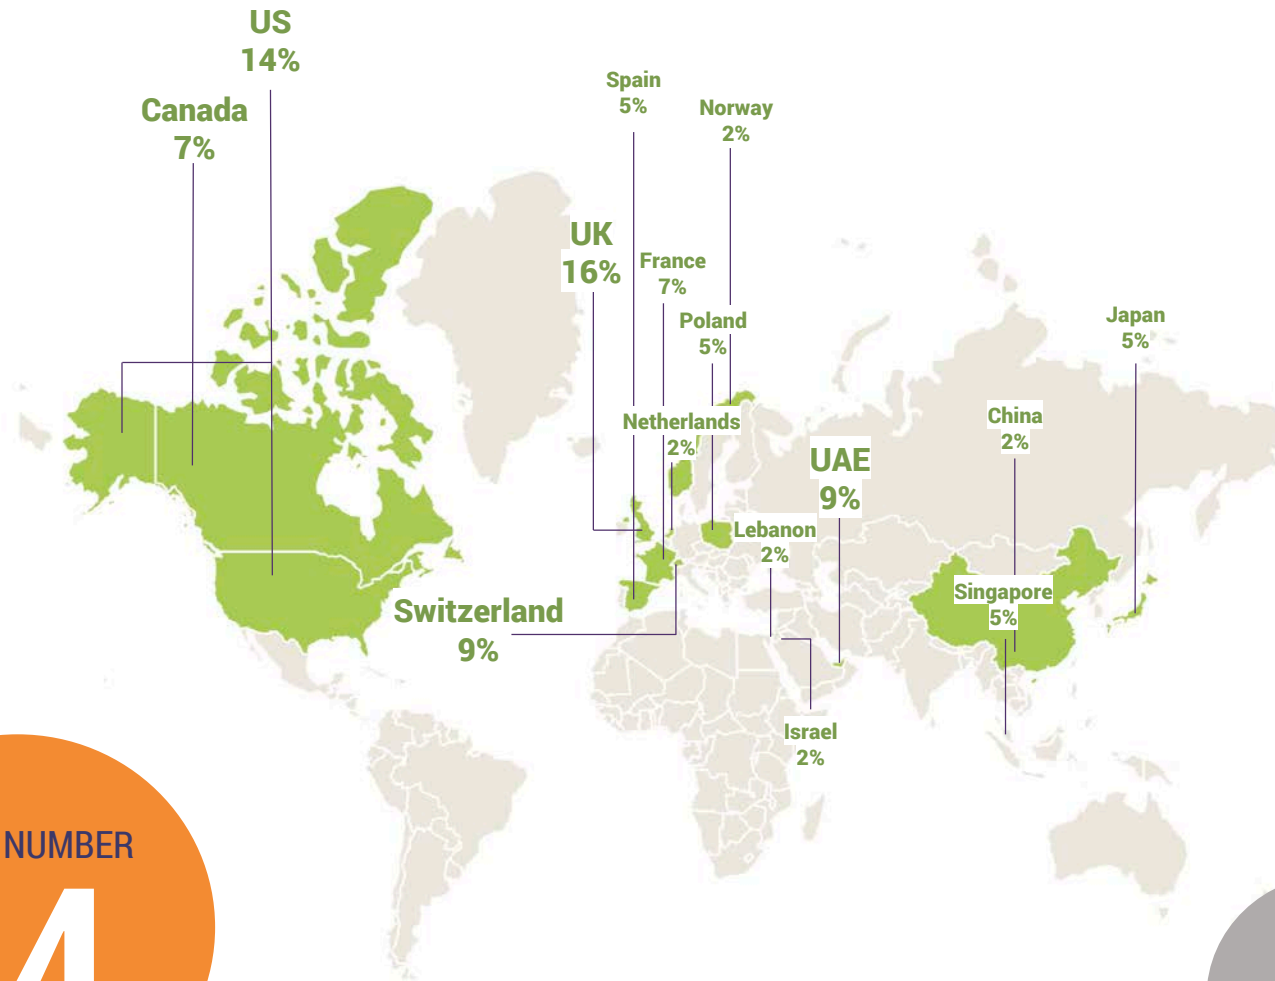 US
14%
Canada
7%
Spain
5%
Norway
2%
UK
16%
France
7%
Poland
5%
Japan
5%
Netherlands
2%
China
2%
UAE
9%
Lebanon
2%
Singapore
5%
Switzerland
9%
Israel
2%
NUMBER
4